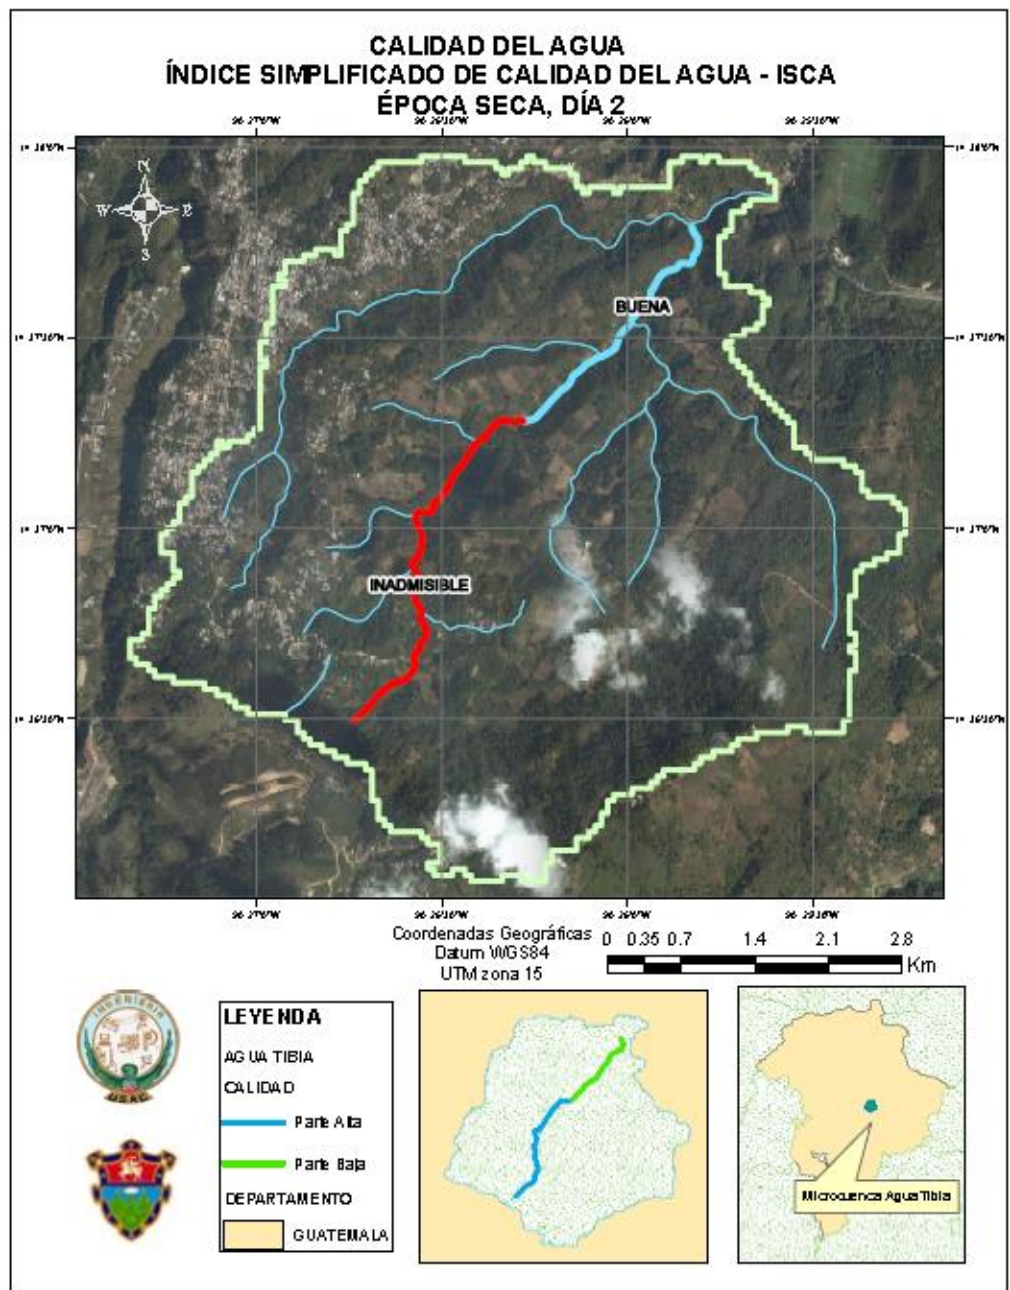 CALIDAD DEL AGUA
ÍNDICE SIMPLIFICADO DE CALIDAD DEL AGUA - ISCA
ÉPOCA SECA, DÍA 2
N
W
E
S
BUENA
INADMISIBLE
Coordenadas Geográficas
Datum WGS84
UTM zona 15
0 0.35 0.7 1.4 2.1 2.8
Km
INGENIERIA
USAC
LEYENDA
AGUA TIBIA
CALIDAD
Parte Alta
Parte Baja
DEPARTAMENTO
GUATEMALA
Microcuenca Agua Tibia